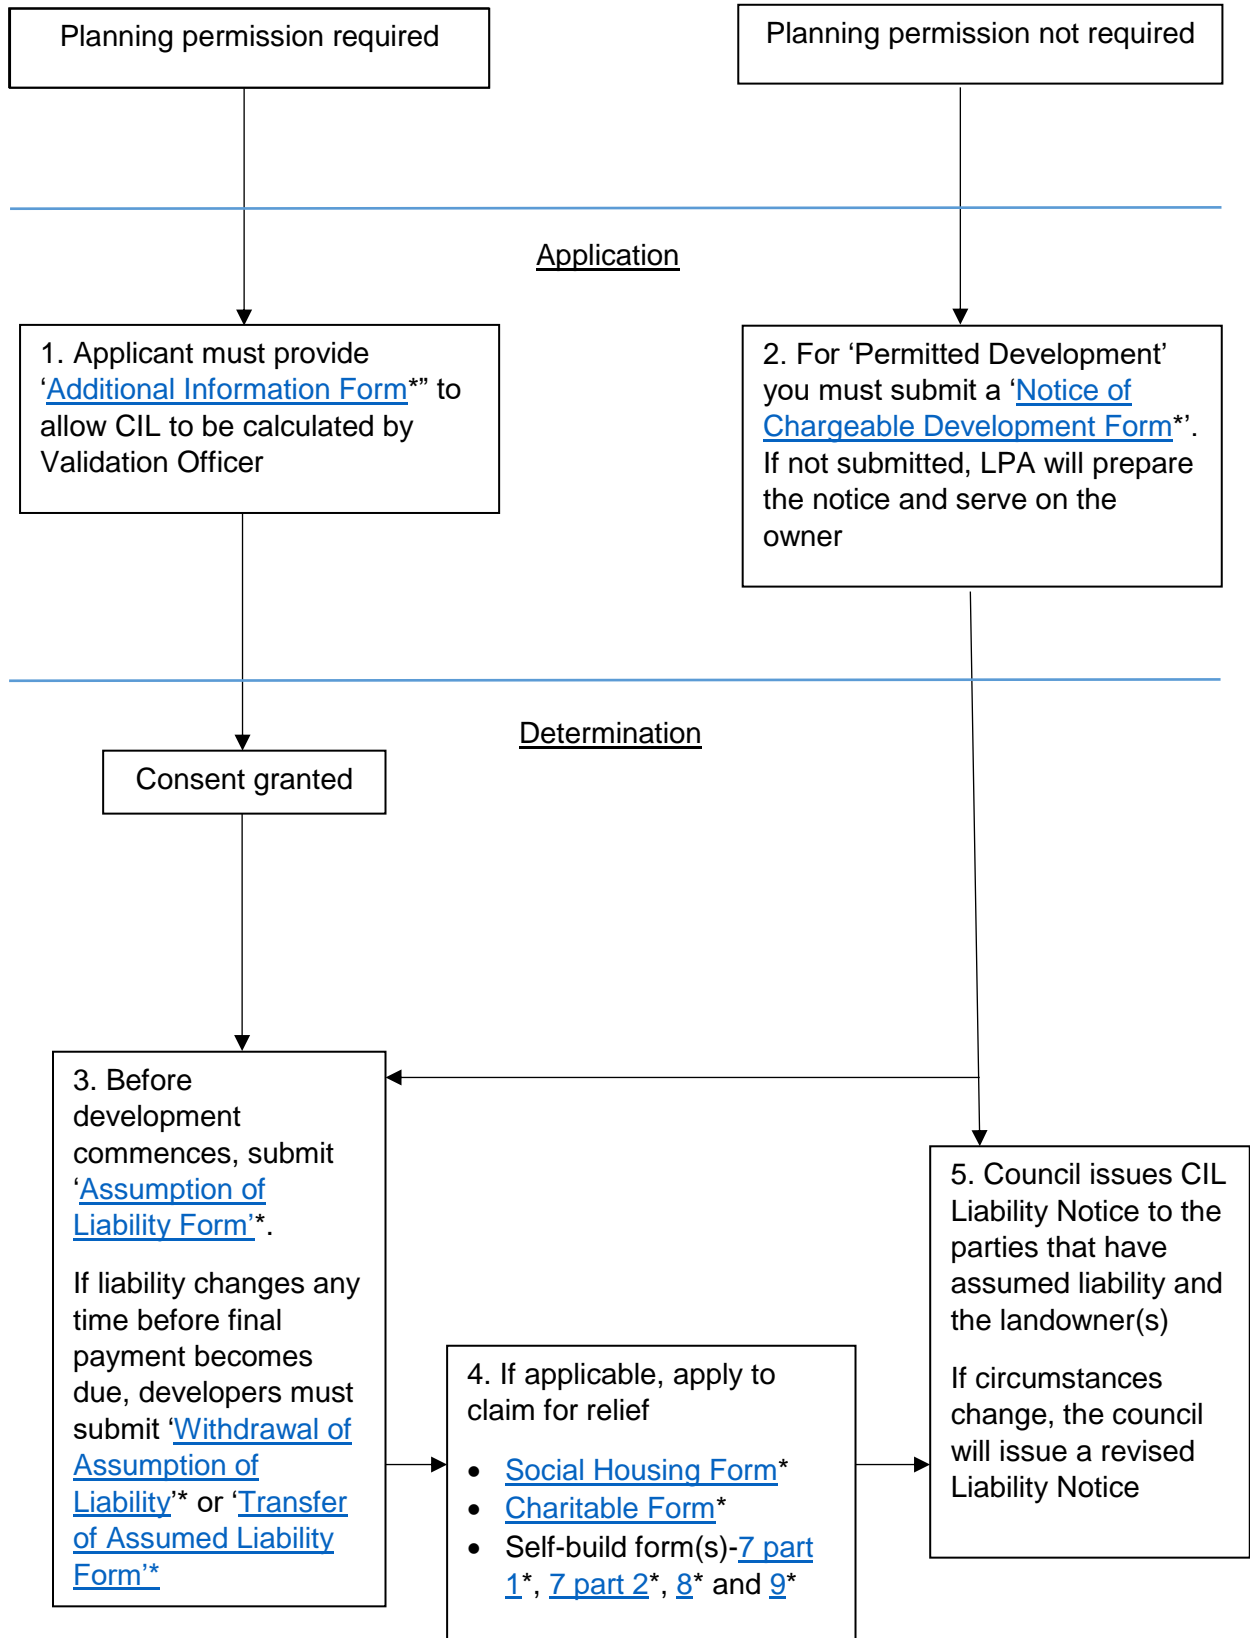 Planning permission required
Planning permission not required
Application
1. Applicant must provide
‘Additional Information Form*” to
allow CIL to be calculated by
Validation Officer
2. For ‘Permitted Development’
you must submit a ‘Notice of
Chargeable Development Form*’.
If not submitted, LPA will prepare
the notice and serve on the
owner
Determination
Consent granted
3. Before
development
commences, submit
‘Assumption of
Liability Form’*.
If liability changes any
time before final
payment becomes
due, developers must
submit ‘Withdrawal of
Assumption of
Liability’* or ‘Transfer
of Assumed Liability
Form’*
4. If applicable, apply to
claim for relief
• Social Housing Form*
• Charitable Form*
• Self-build form(s)-7 part
1*, 7 part 2*, 8* and 9*
5. Council issues CIL
Liability Notice to the
parties that have
assumed liability and
the landowner(s)
If circumstances
change, the council
will issue a revised
Liability Notice